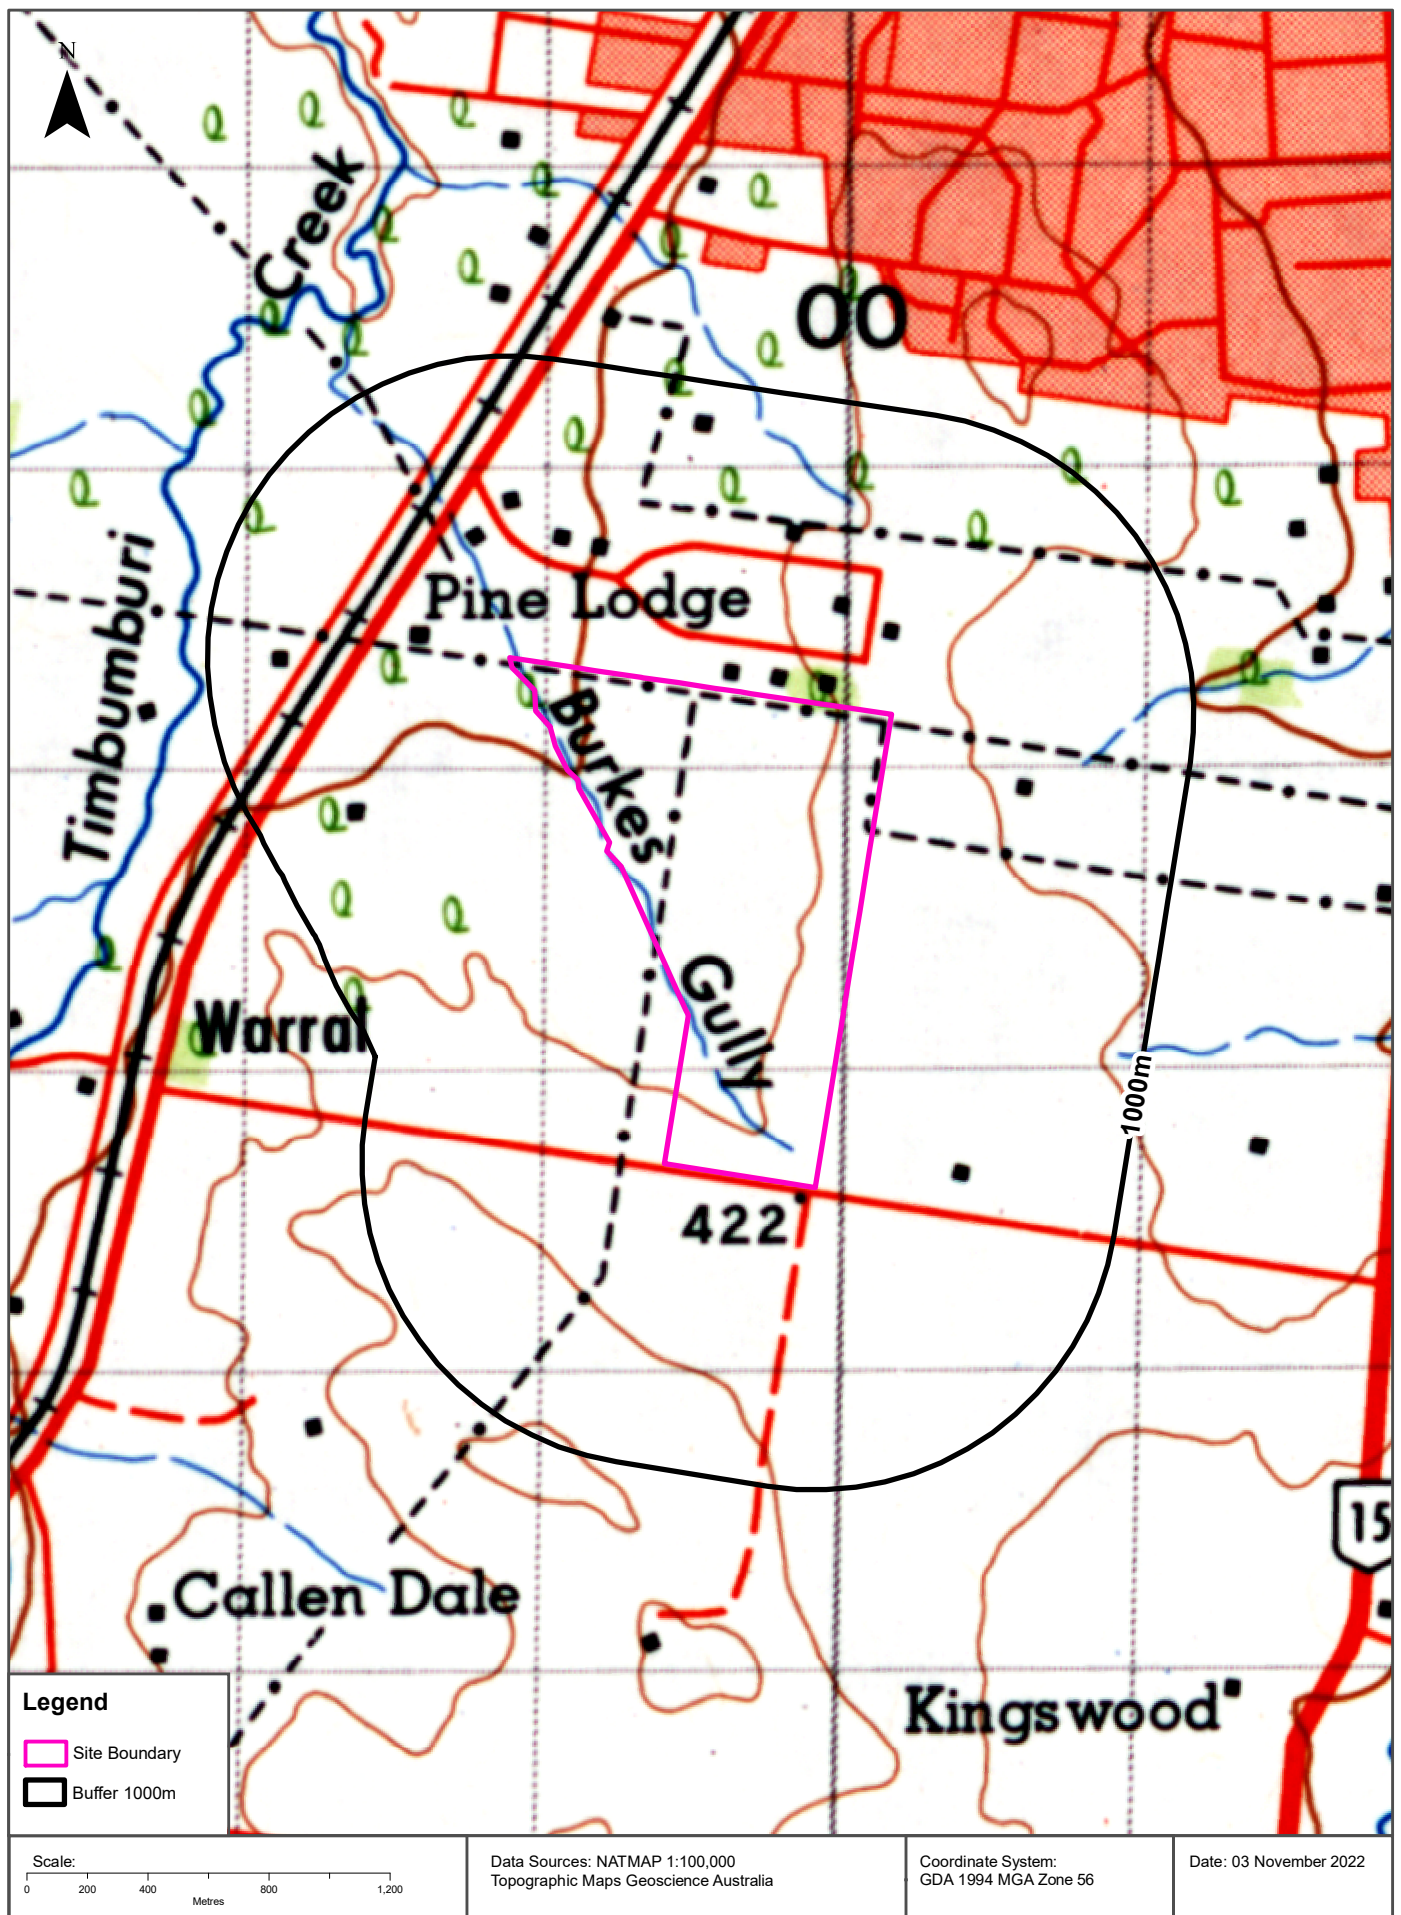 N
Creek
00
Timbumburi
Pine Lodge
Burkes
Gully
Warral
1000m
422
15
Callen Dale
Kingswood
Legend
Site Boundary
Buffer 1000m
Scale:
0 200 400 800 1,200
Metres
Data Sources: NATMAP 1:100,000
Topographic Maps Geoscience Australia
Coordinate System:
GDA 1994 MGA Zone 56
Date: 03 November 2022